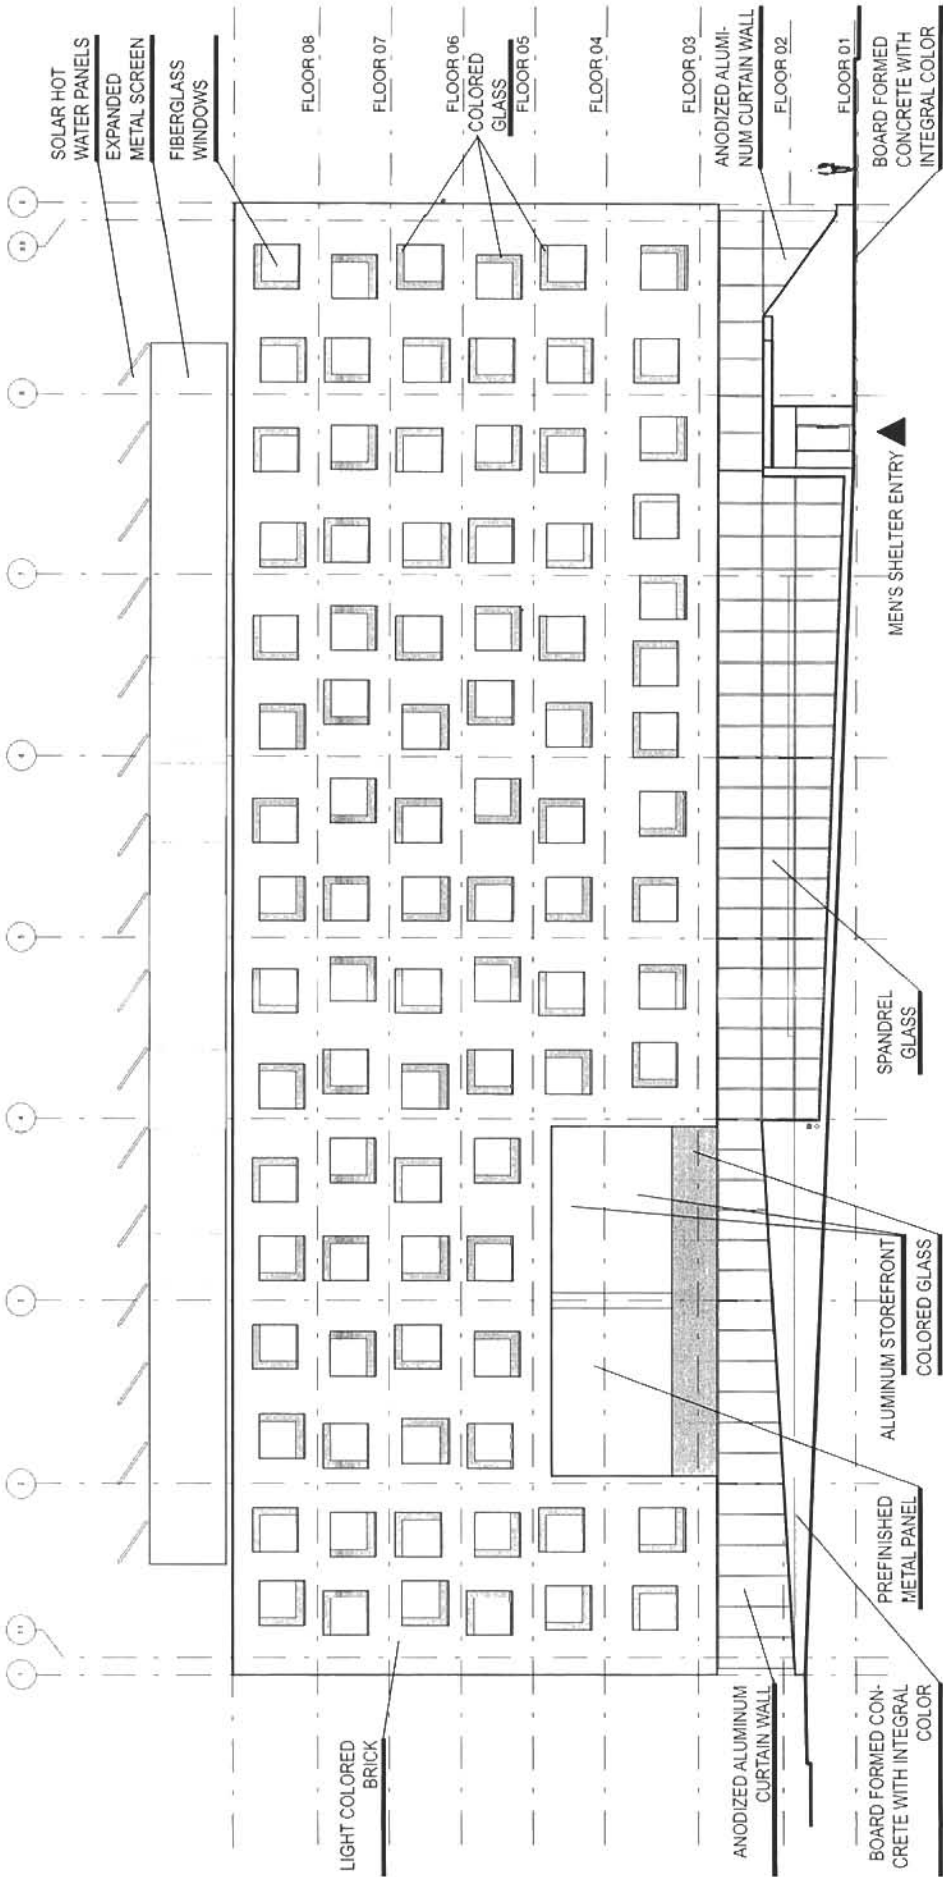 SOLAR HOT
WATER PANELS
EXPANDED
METAL SCREEN
FIBERGLASS
WINDOWS
FLOOR 08
FLOOR 07
FLOOR 06
COLORED
GLASS
FLOOR 05
FLOOR 04
FLOOR 03
ANODIZED ALUMI-
NUM CURTAIN WALL
FLOOR 02
FLOOR 01
BOARD FORMED
CONCRETE WITH
INTEGRAL COLOR
MEN'S SHELTER ENTRY
SPANDREL
GLASS
ALUMINUM STOREFRONT
COLORED GLASS
PREFINISHED
METAL PANEL
LIGHT COLORED
BRICK
ANODIZED ALUMINUM
CURTAIN WALL
BOARD FORMED CON-
CRETE WITH INTEGRAL
COLOR